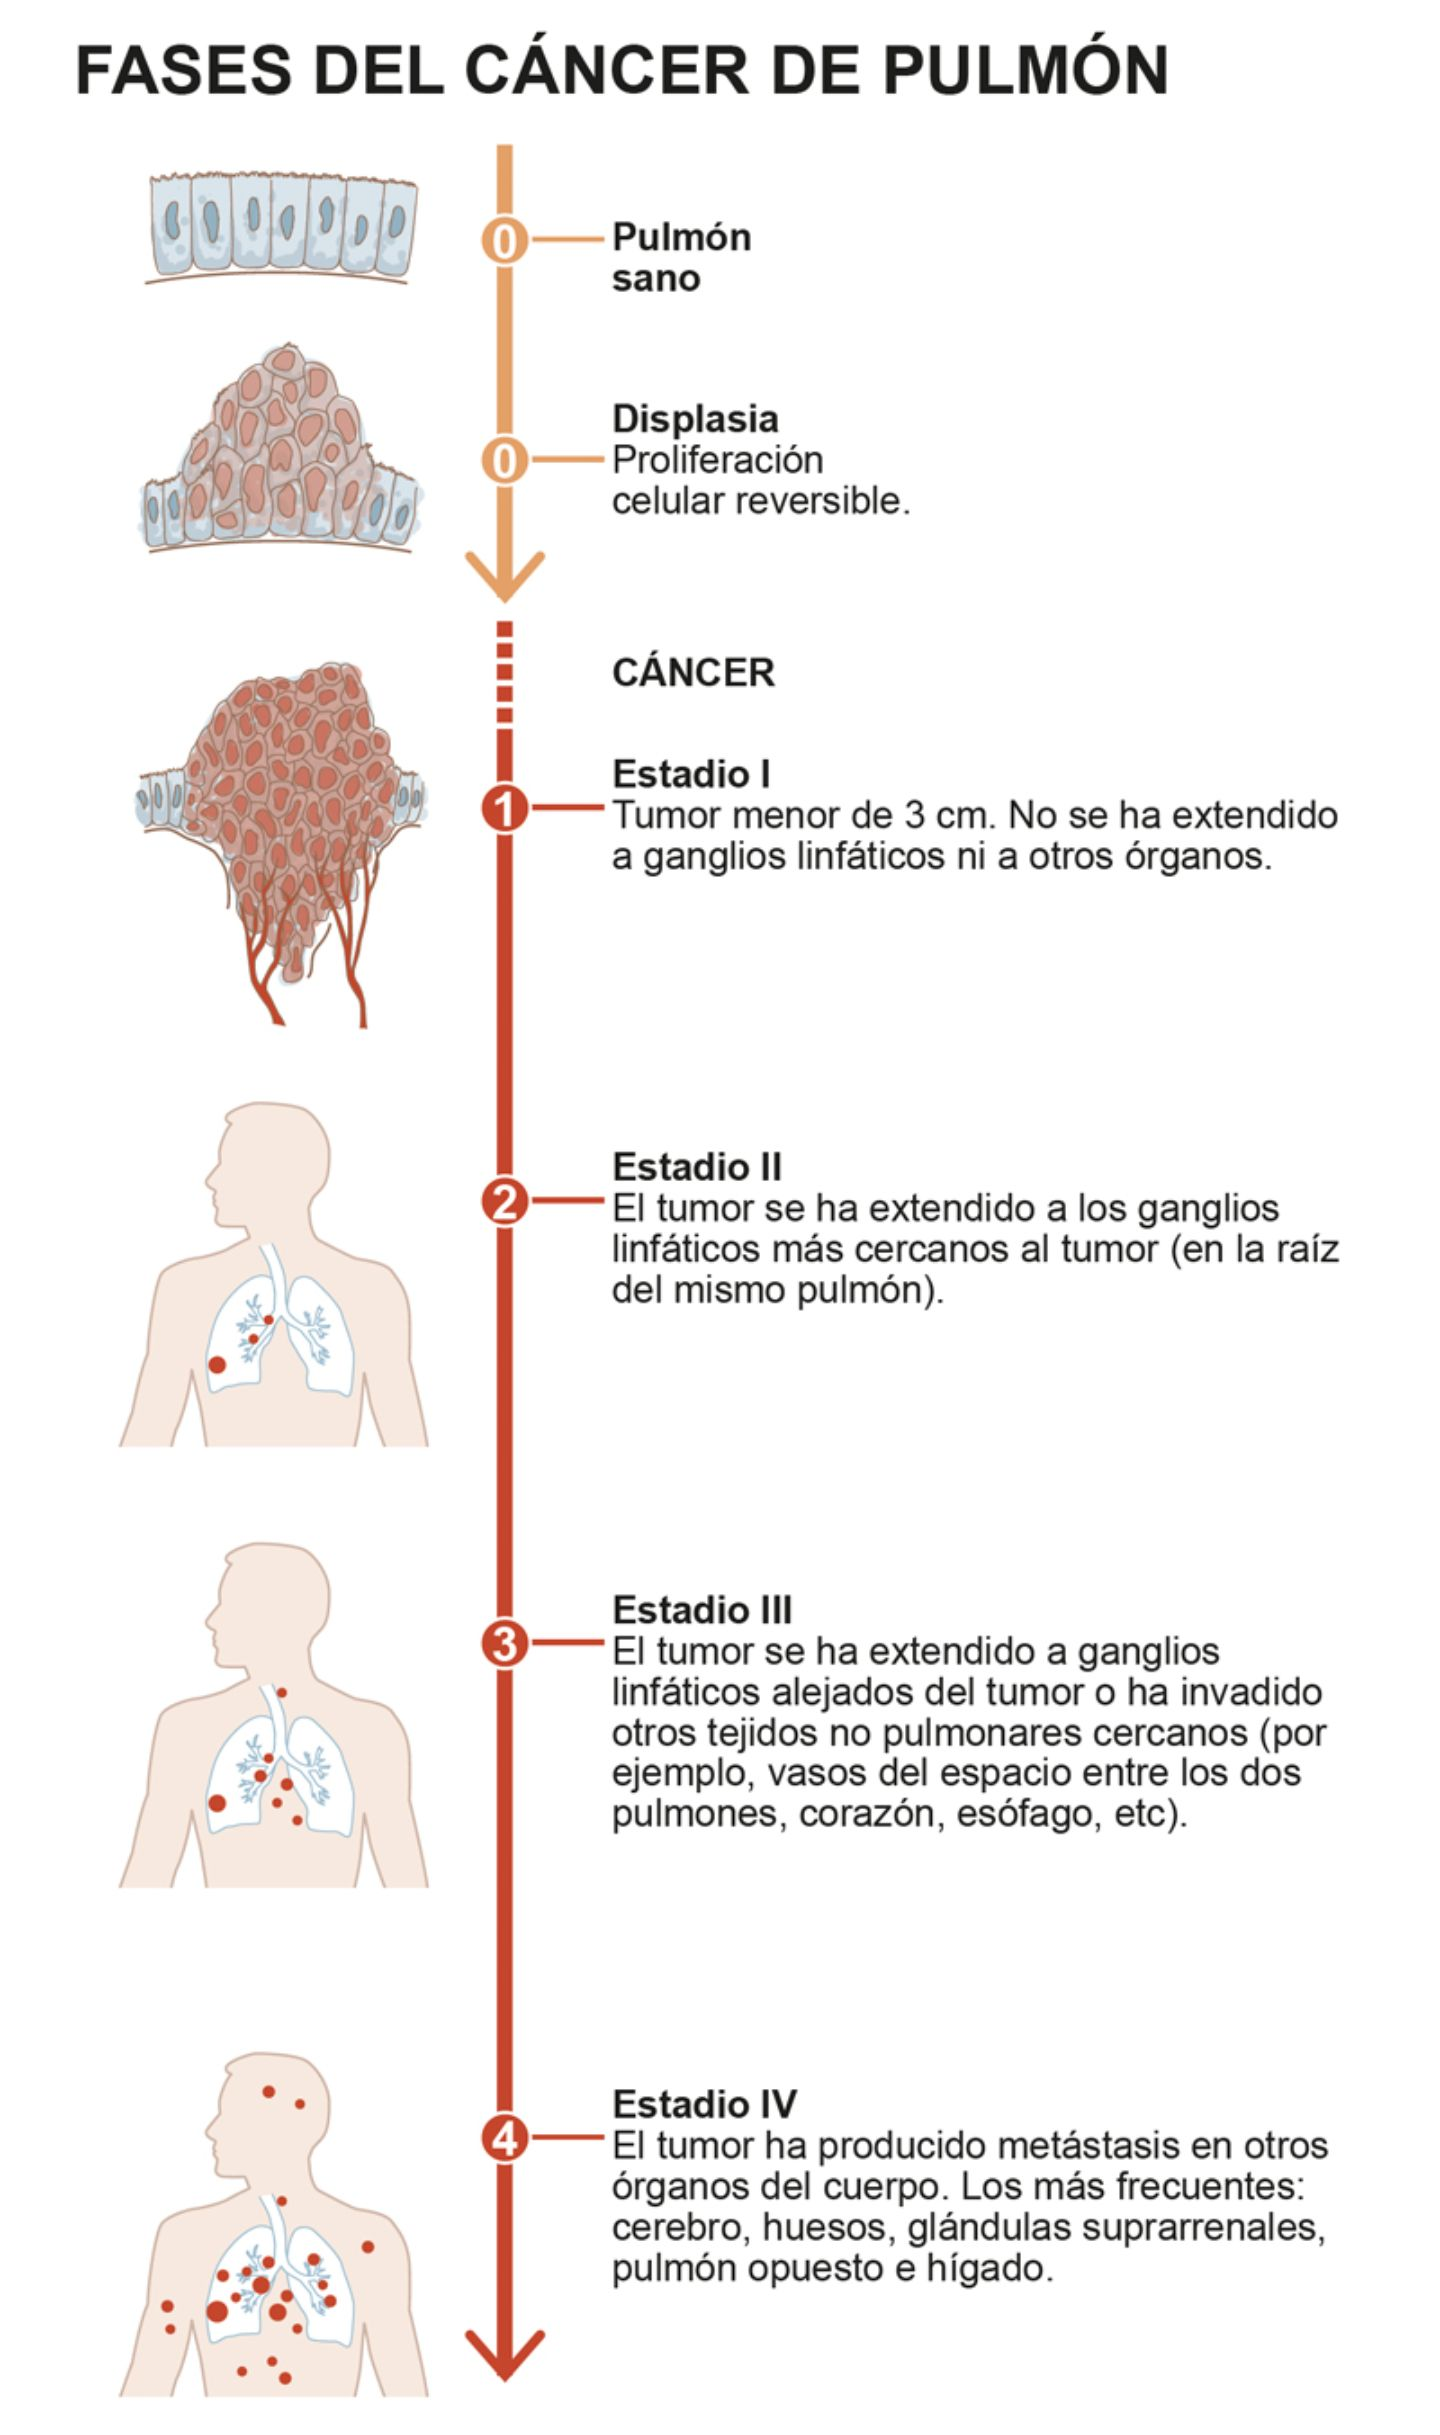 FASES DEL CÁNCER DE PULMÓN
0
Pulmón
sano
Displasia
0
Proliferación
celular reversible.
CÁNCER
Estadio I
1
Tumor menor de 3 cm. No se ha extendido
a ganglios linfáticos ni a otros órganos.
Estadio II
2
El tumor se ha extendido a los ganglios
linfáticos más cercanos al tumor (en la raíz
del mismo pulmón).
Estadio III
3
El tumor se ha extendido a ganglios
linfáticos alejados del tumor o ha invadido
otros tejidos no pulmonares cercanos (por
ejemplo, vasos del espacio entre los dos
pulmones, corazón, esófago, etc).
Estadio IV
4
El tumor ha producido metástasis en otros
órganos del cuerpo. Los más frecuentes:
cerebro, huesos, glándulas suprarrenales,
pulmón opuesto e hígado.